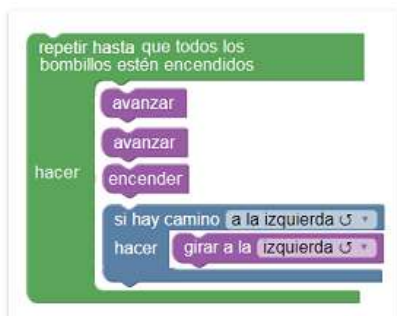 repetir hasta que todos los
bombillos estén encendidos
avanzar
avanzar
hacer
encender
si hay camino a la izquierda ↺ ▾
hacer girar a la izquierda ↺ ▾